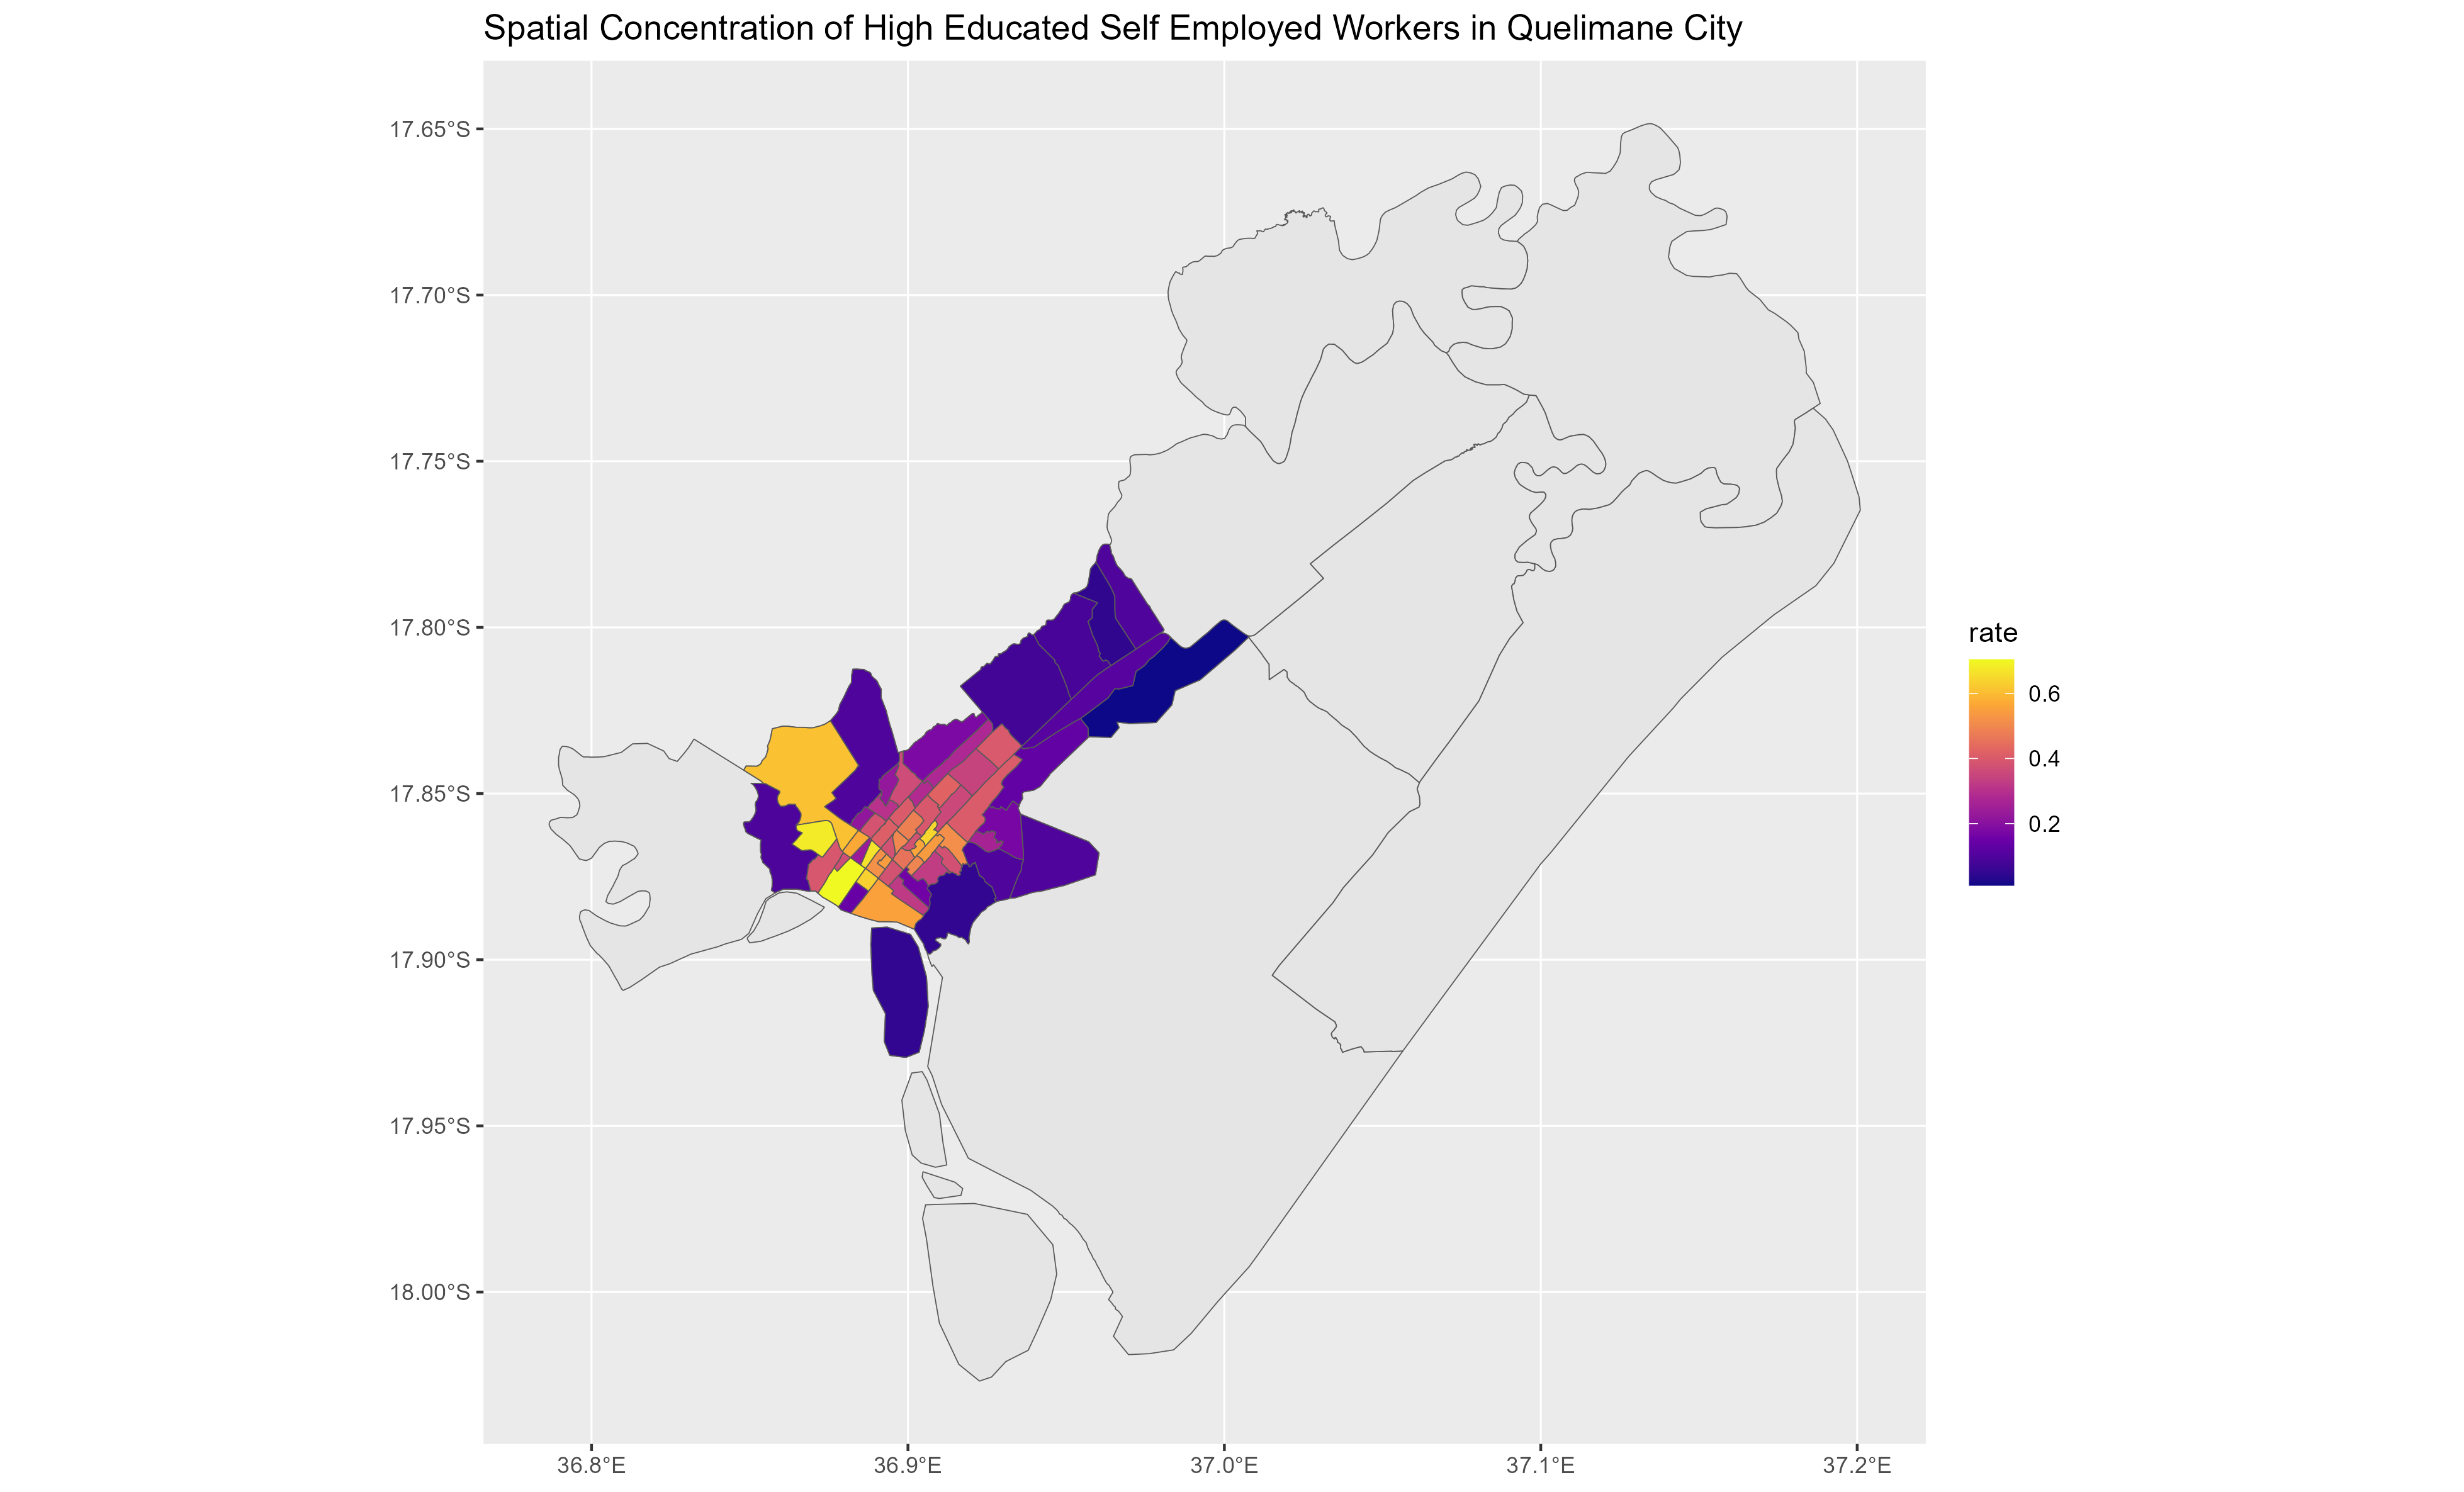 Spatial Concentration of High Educated Self Employed Workers in Quelimane City
17.65°S
17.70°S
17.75°S
17.80°S
17.85°S
17.90°S
17.95°S
18.00°S
36.8°E
36.9°E
37.0°E
37.1°E
37.2°E
rate
0.6
0.4
0.2